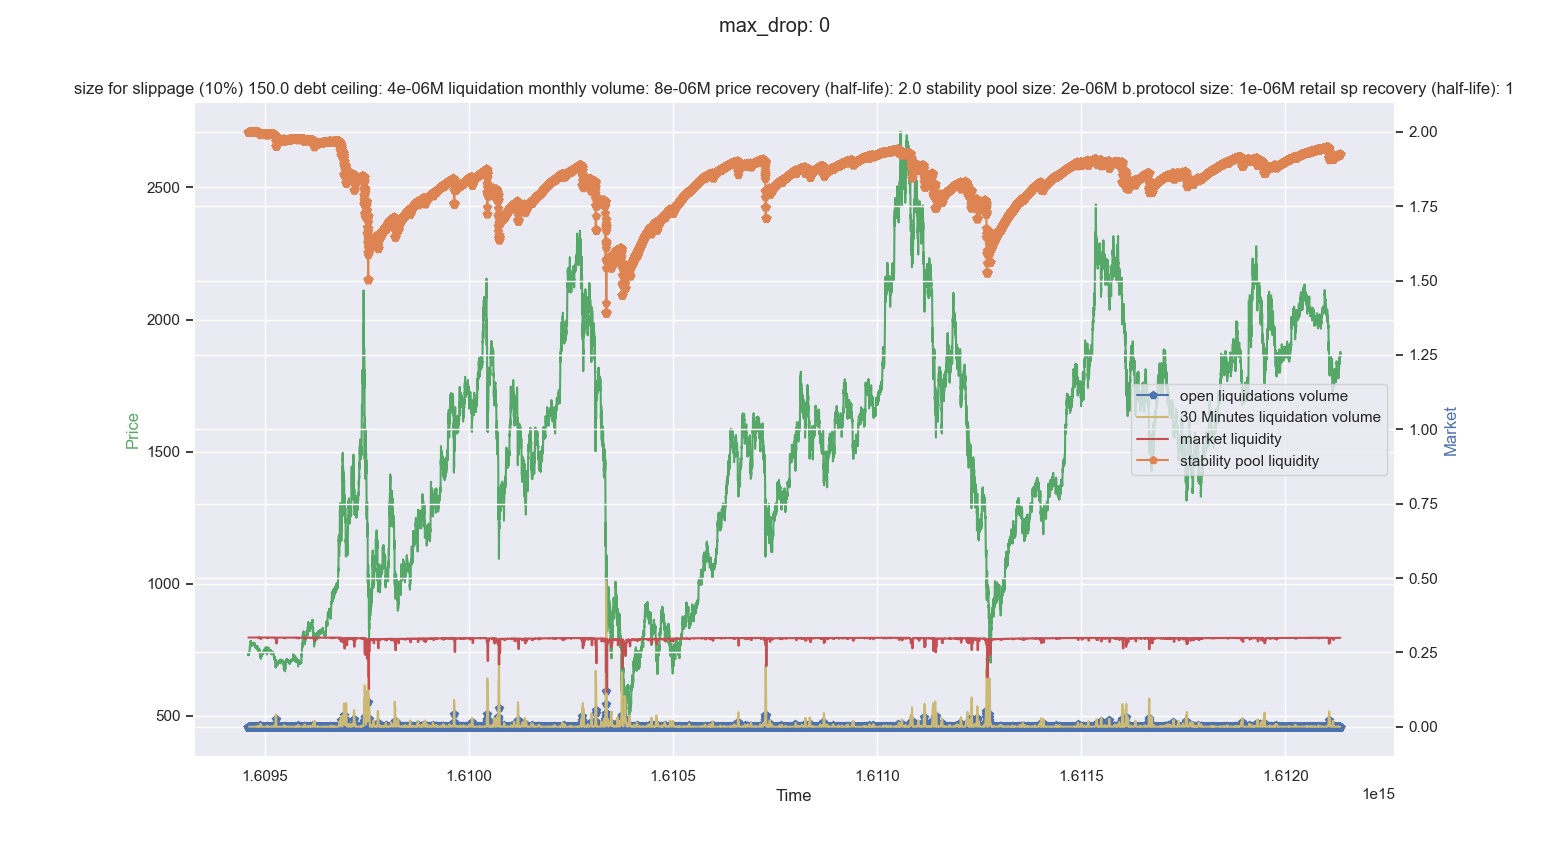 max_drop: 0
size for slippage (10%) 150.0 debt ceiling: 4e-06M liquidation monthly volume: 8e-06M price recovery (half-life): 2.0 stability pool size: 2e-06M b.protocol size: 1e-06M retail sp recovery (half-life): 1
2.00
2500
1.75
1.50
2000
1.25
open liquidations volume
30 Minutes liquidation volume
market liquidity
stability pool liquidity
Price
Market
1.00
1500
0.75
1000
0.50
0.25
500
0.00
1.6095 1.6100 1.6105 1.6110 1.6115 1.6120
Time
1e15